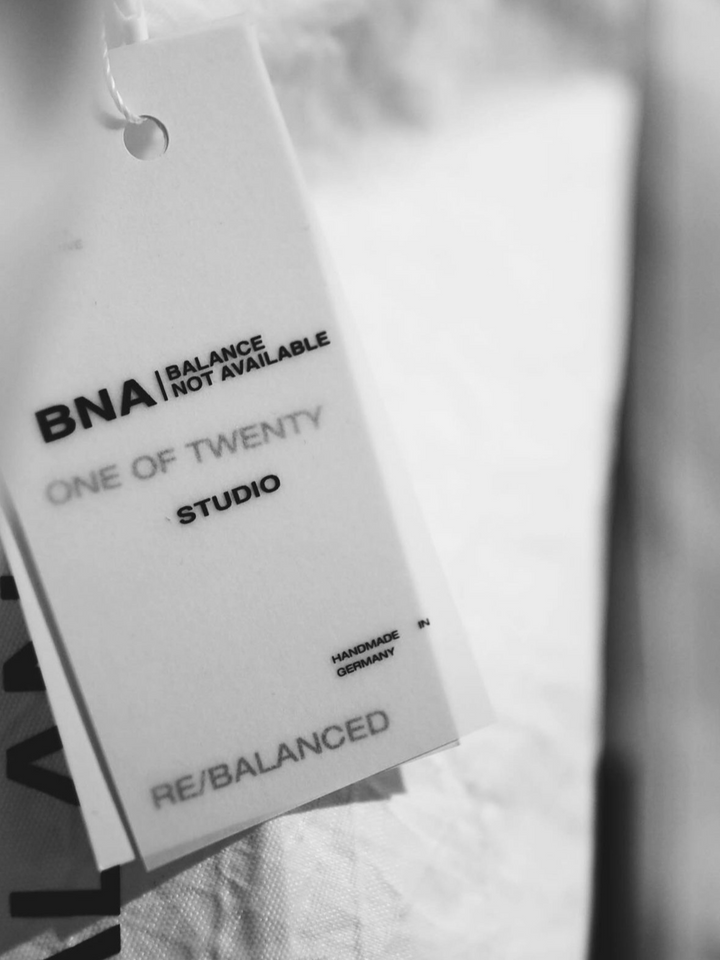 BNA
BALANCE
NOT AVAILABLE
ONE OF TWENTY
STUDIO
HANDMADE IN
GERMANY
RE/BALANCED